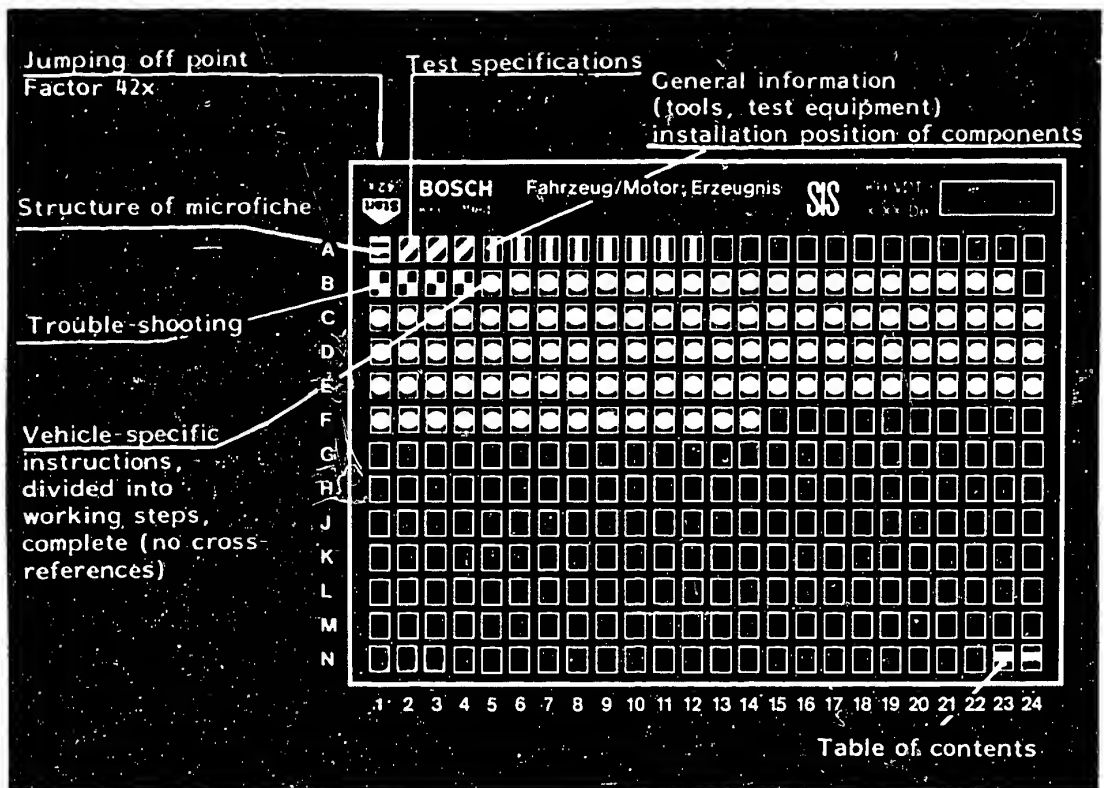 Jumping off point
Factor 42x
Test specifications
General information
(tools, test equipment)
installation position of components
Structure of microfiche
Trouble-shooting
Vehicle-specific
instructions,
divided into
working steps,
complete (no cross-
references)
42x
Start
BOSCH Fahrzeug/Motor; Erzeugnis SIS
A
B
C
D
E
F
G
H
J
K
L
M
N
1 2 3 4 5 6 7 8 9 10 11 12 13 14 15 16 17 18 19 20 21 22 23 24
Table of contents